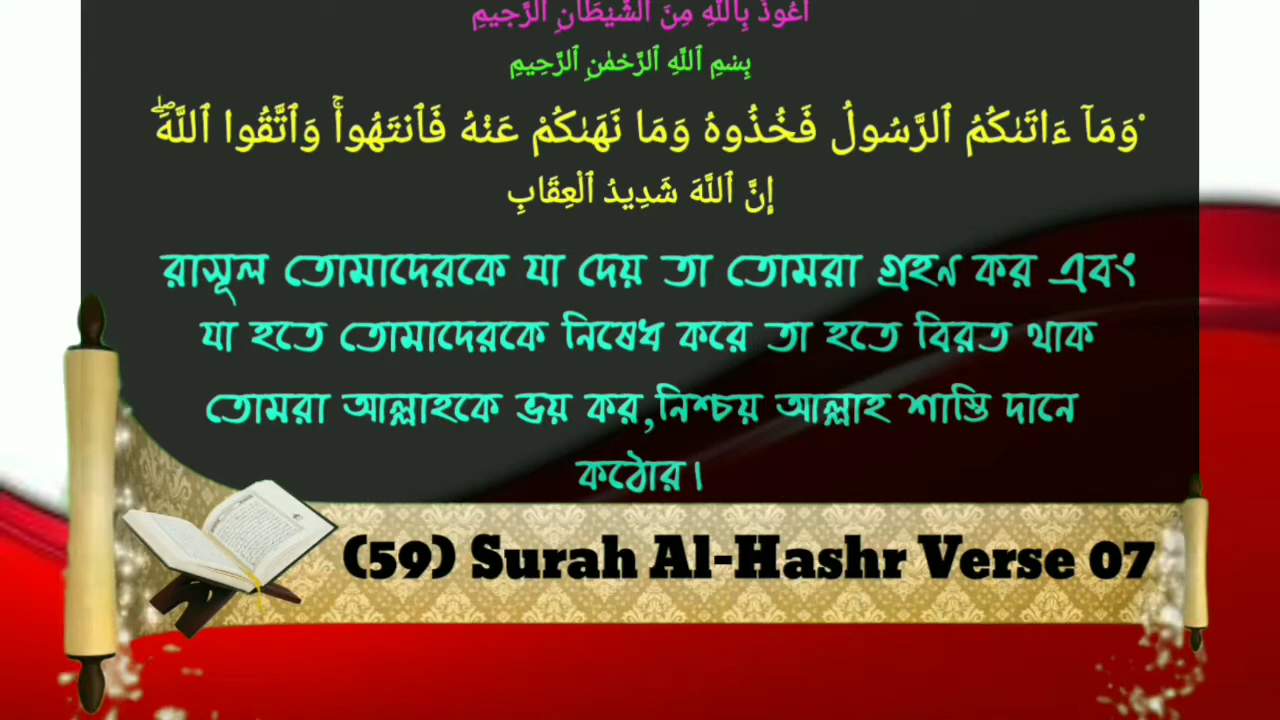 أَعُوذُ بِاللَّهِ مِنَ الشَّيْطَانِ الرَّجِيمِ
بِسْمِ ٱللَّهِ ٱلرَّحْمَٰنِ ٱلرَّحِيمِ
ۚوَمَآ ءَاتَىٰكُمُ ٱلرَّسُولُ فَخُذُوهُ وَمَا نَهَىٰكُمْ عَنْهُ فَٱنتَهُوا۟ ۚ وَٱتَّقُوا ٱللَّهَ ۖ
إِنَّ ٱللَّهَ شَدِيدُ ٱلْعِقَابِ
রাসূল তোমাদেরকে যা দেয় তা তোমরা গ্রহণ কর এবং
যা হতে তোমাদেরকে নিষেধ করে তা হতে বিরত থাক
তোমরা আল্লাহকে ভয় কর,নিশ্চয় আল্লাহ শাস্তি দানে
কঠোর।
(59) Surah Al-Hashr Verse 07